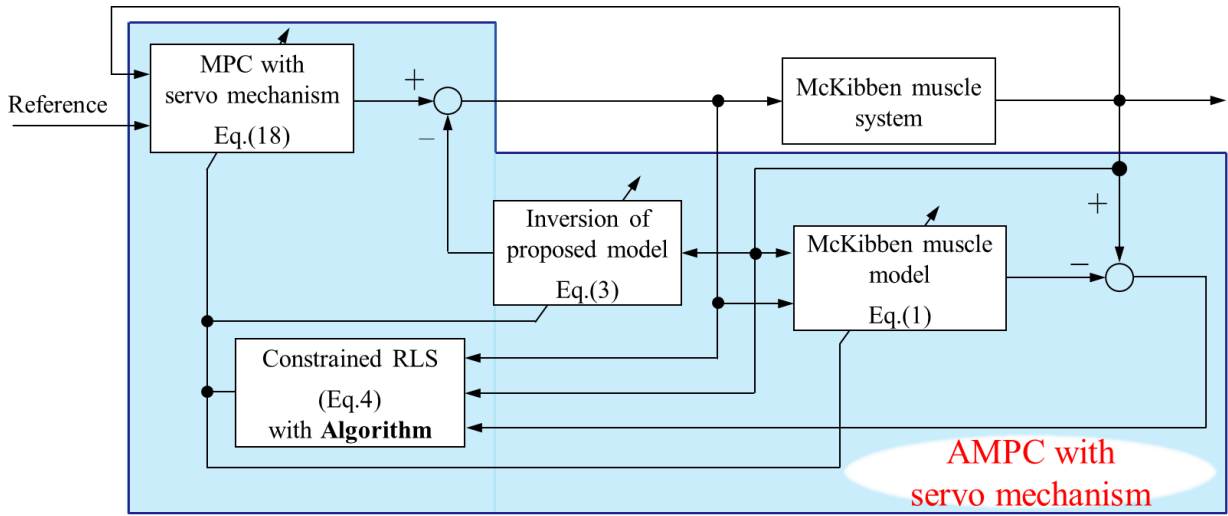 MPC with
servo mechanism
Eq.(18)
Reference
+
−
McKibben muscle
system
Inversion of
proposed model
Eq.(3)
McKibben muscle
model
Eq.(1)
+
−
Constrained RLS
(Eq.4)
with Algorithm
AMPC with
servo mechanism